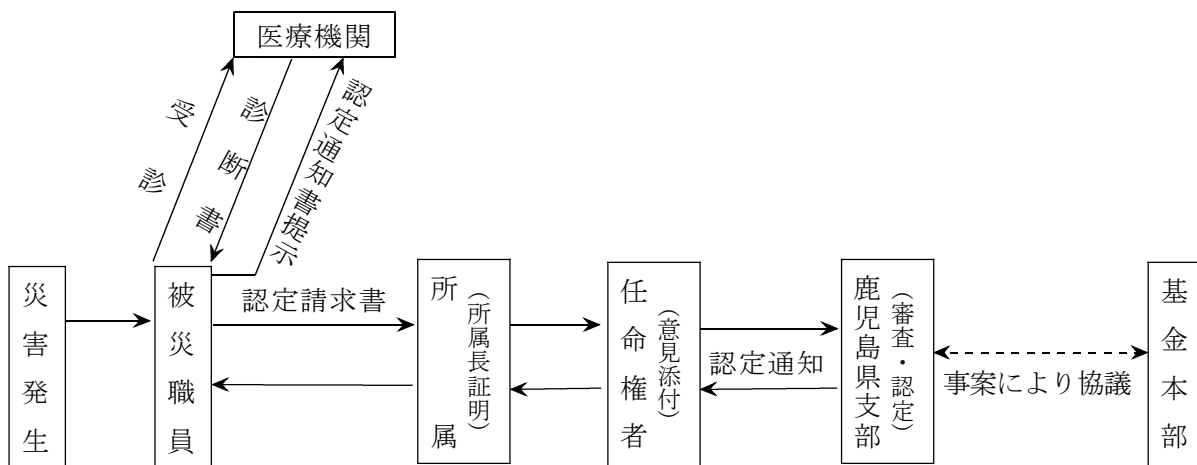 医療機関
受診
診断書
認定通知書提示
災害発生
被災職員
認定請求書
所属
（所属長証明）
任命権者
（意見添付）
認定通知
鹿児島県支部
（審査・認定）
事案により協議
基金本部